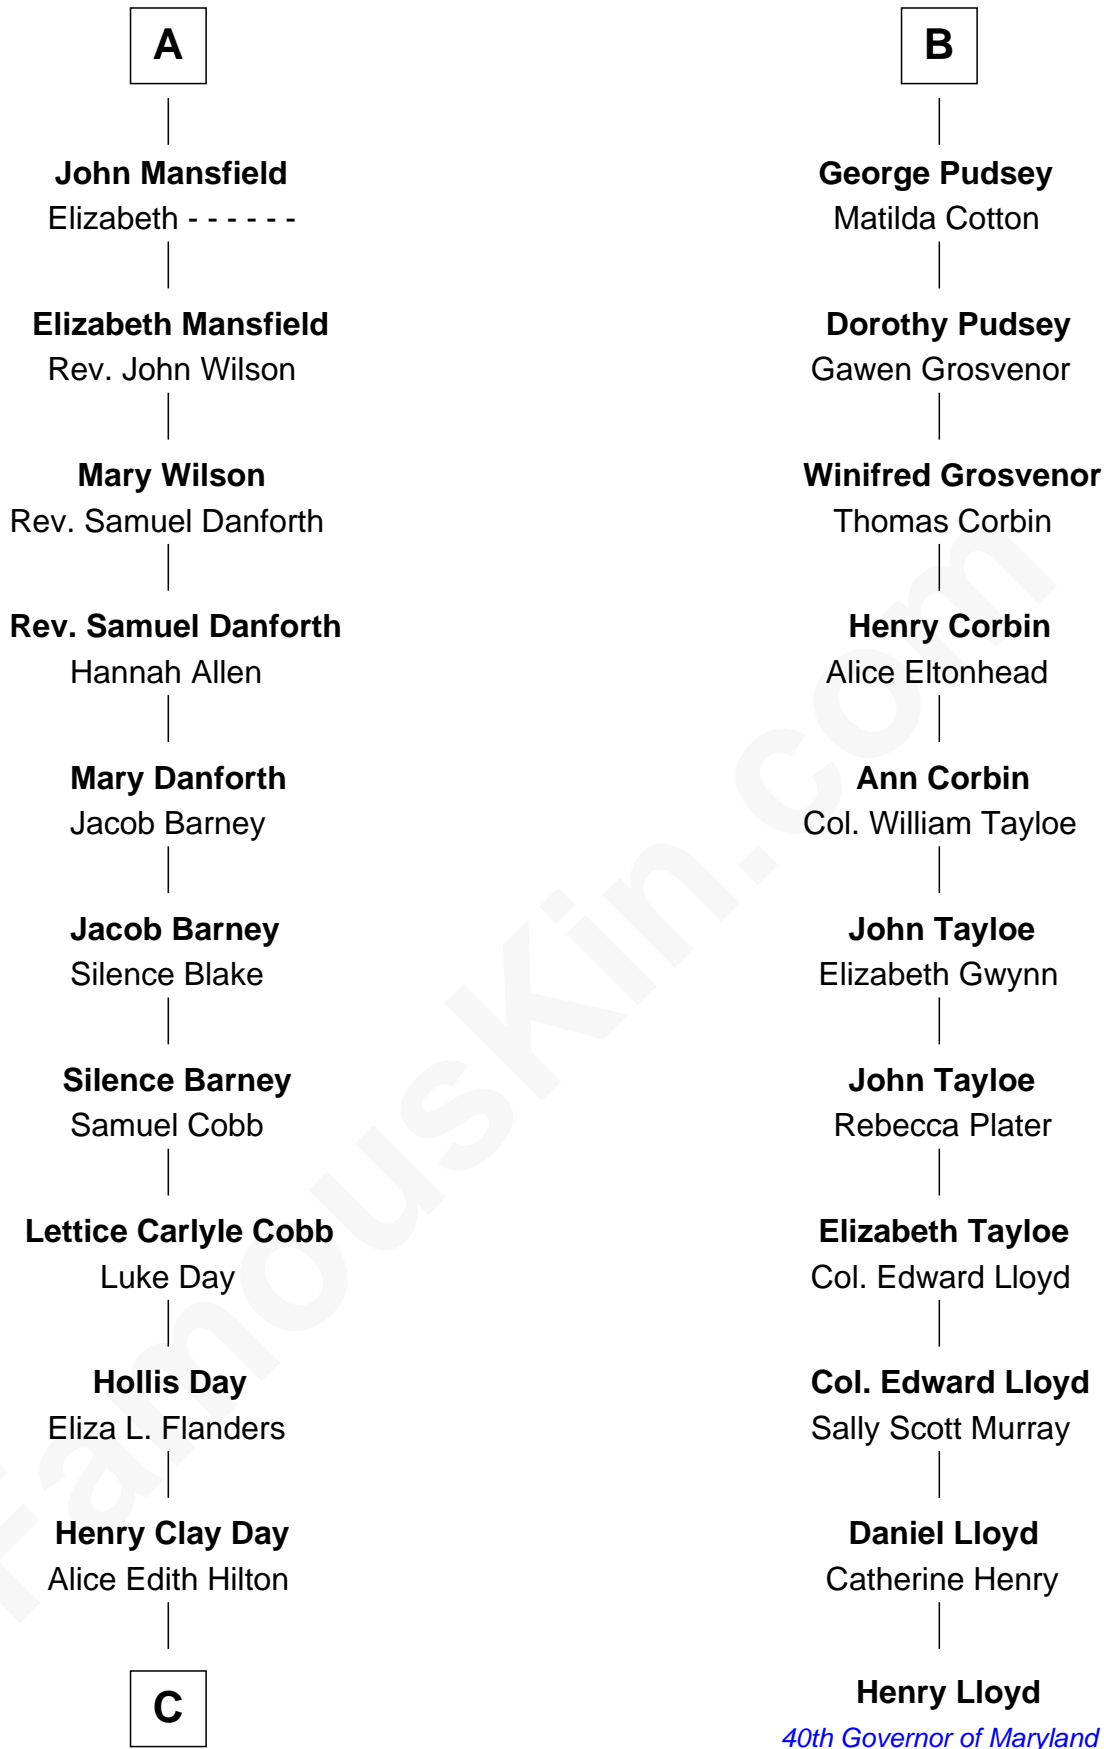 A
John Mansfield
Elizabeth - - - - - -
Elizabeth Mansfield
Rev. John Wilson
Mary Wilson
Rev. Samuel Danforth
Rev. Samuel Danforth
Hannah Allen
Mary Danforth
Jacob Barney
Jacob Barney
Silence Blake
Silence Barney
Samuel Cobb
Lettice Carlyle Cobb
Luke Day
Hollis Day
Eliza L. Flanders
Henry Clay Day
Alice Edith Hilton
C
B
George Pudsey
Matilda Cotton
Dorothy Pudsey
Gawen Grosvenor
Winifred Grosvenor
Thomas Corbin
Henry Corbin
Alice Eltonhead
Ann Corbin
Col. William Tayloe
John Tayloe
Elizabeth Gwynn
John Tayloe
Rebecca Plater
Elizabeth Tayloe
Col. Edward Lloyd
Col. Edward Lloyd
Sally Scott Murray
Daniel Lloyd
Catherine Henry
Henry Lloyd
40th Governor of Maryland
FamousKin.com